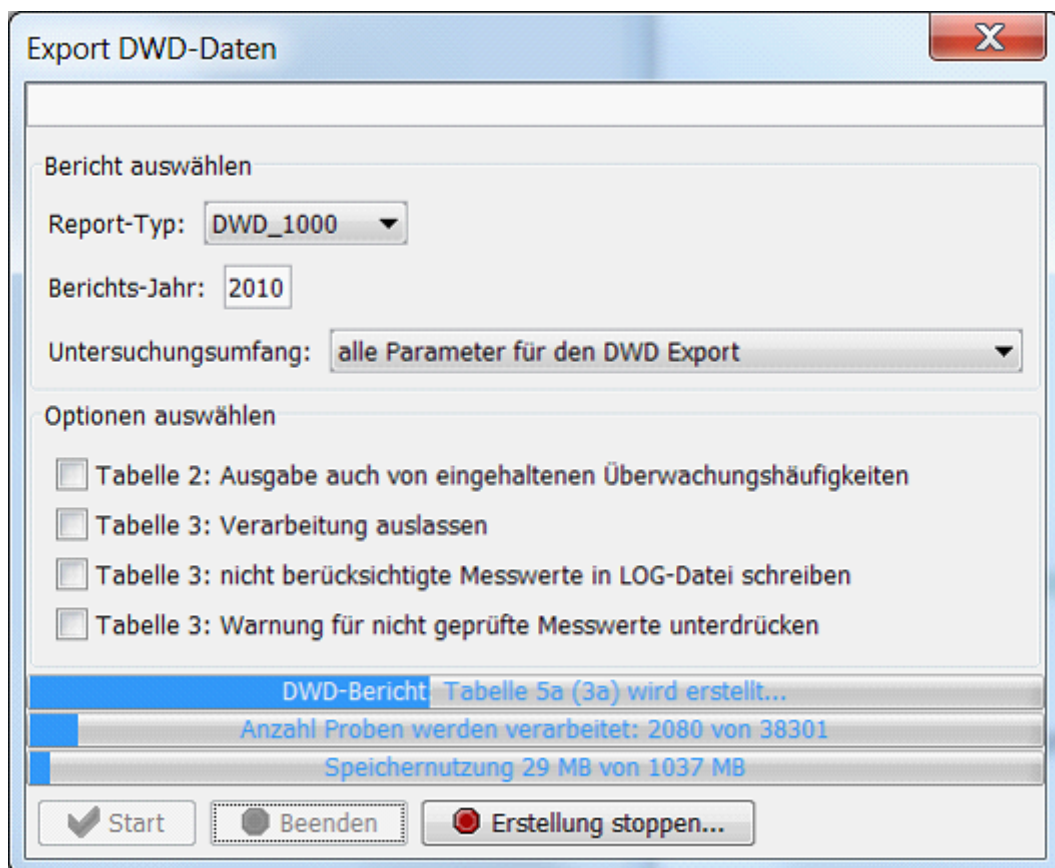 Export DWD-Daten
Bericht auswählen
Report-Typ: DWD_1000
Berichts-Jahr: 2010
Untersuchungsumfang: alle Parameter für den DWD Export
Optionen auswählen
Tabelle 2: Ausgabe auch von eingehaltenen Überwachungshäufigkeiten
Tabelle 3: Verarbeitung auslassen
Tabelle 3: nicht berücksichtigte Messwerte in LOG-Datei schreiben
Tabelle 3: Warnung für nicht geprüfte Messwerte unterdrücken
DWD-Bericht: Tabelle 5a (3a) wird erstellt...
Anzahl Proben werden verarbeitet: 2080 von 38301
Speichernutzung 29 MB von 1037 MB
Start Beenden Erstellung stoppen...